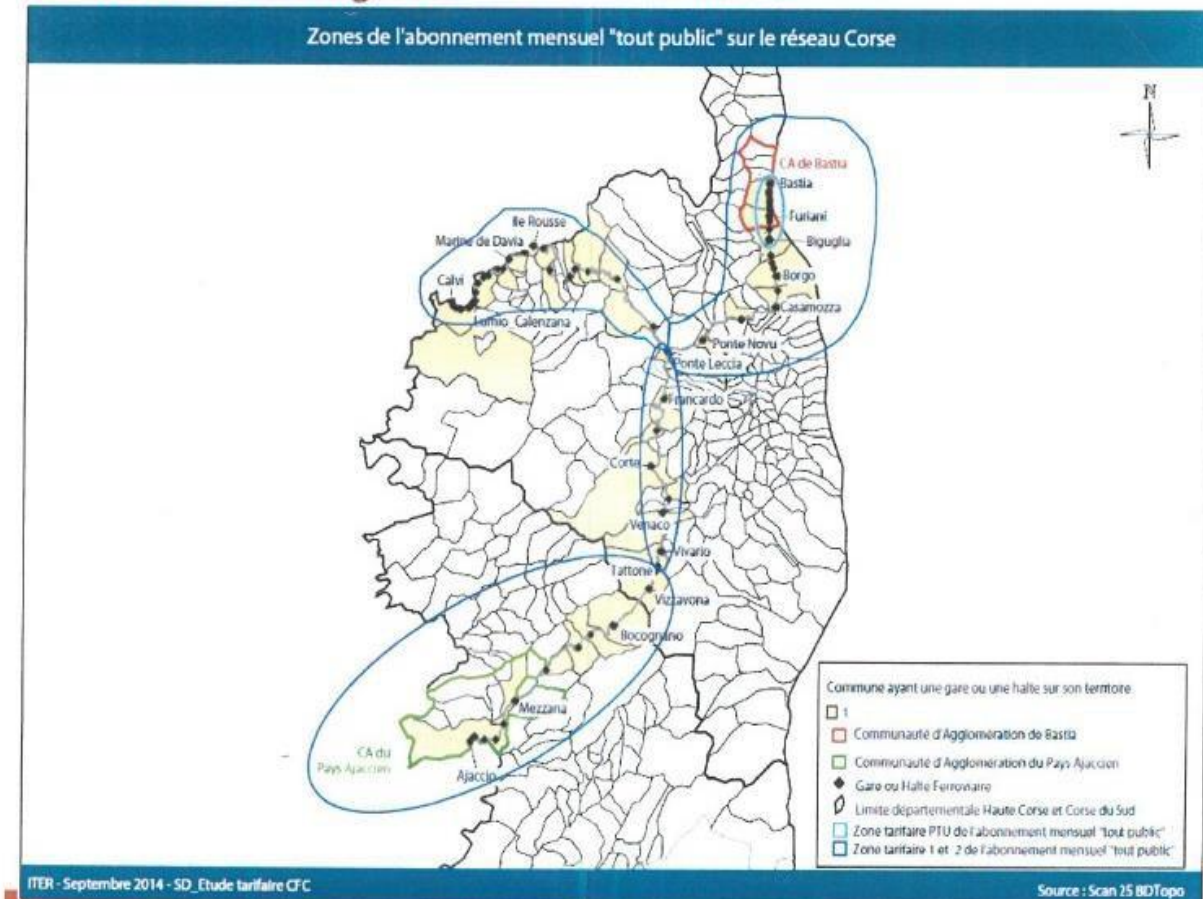 Zones de l'abonnement mensuel "tout public" sur le réseau Corse
N
CA de Bastia
Bastia
Furiani
Biguglia
Borgo
Casamozza
Ponte Novu
Ile Rousse
Marine de Davia
Calvi
Lumio Calenzana
Ponte Leccia
Francardo
Corte
Venaco
Vivario
Tattone
Vizzavona
Bocognano
Mezzana
CA du
Pays Ajaccien
Ajaccio
Commune ayant une gare ou une halte sur son territoire
1
Communauté d'Agglomération de Bastia
Communauté d'Agglomération du Pays Ajaccien
Gare ou Halte Ferroviaire
Limite départementale Haute Corse et Corse du Sud
Zone tarifaire PTU de l'abonnement mensuel "tout public"
Zone tarifaire 1 et 2 de l'abonnement mensuel "tout public"
ITER - Septembre 2014 - SD_Etude tarifaire CFC
Source : Scan 25 BDTopo